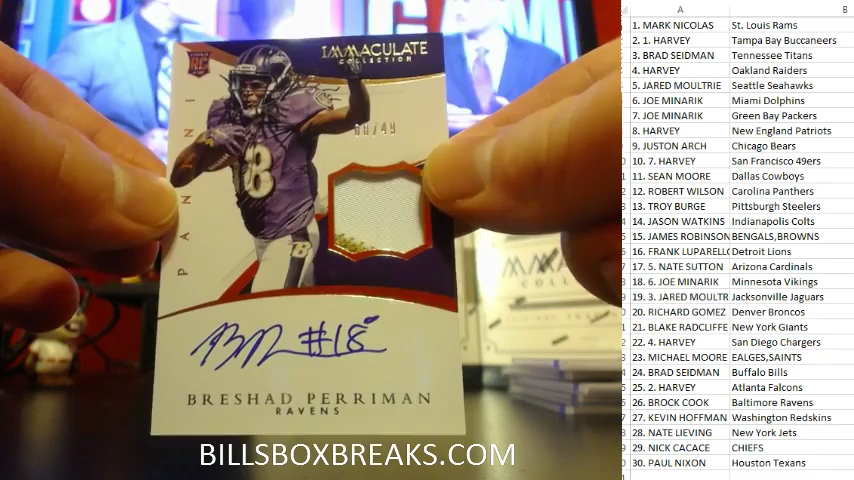 IMMACULATE
COLLECTION
RC
PANINI
18
/49
B
BRESHAD PERRIMAN
RAVENS
#18
BILLSBOXBREAKS.COM
A B
1. MARK NICOLAS St. Louis Rams
2. 1. HARVEY Tampa Bay Buccaneers
3. BRAD SEIDMAN Tennessee Titans
4. HARVEY Oakland Raiders
5. JARED MOULTRIE Seattle Seahawks
6. JOE MINARIK Miami Dolphins
7. JOE MINARIK Green Bay Packers
8. HARVEY New England Patriots
9. JUSTON ARCH Chicago Bears
10. 7. HARVEY San Francisco 49ers
11. SEAN MOORE Dallas Cowboys
12. ROBERT WILSON Carolina Panthers
13. TROY BURGE Pittsburgh Steelers
14. JASON WATKINS Indianapolis Colts
15. JAMES ROBINSON BENGALS,BROWNS
16. FRANK LUPARELLO Detroit Lions
17. 5. NATE SUTTON Arizona Cardinals
18. 6. JOE MINARIK Minnesota Vikings
19. 3. JARED MOULTR Jacksonville Jaguars
20. RICHARD GOMEZ Denver Broncos
21. BLAKE RADCLIFFE New York Giants
22. 4. HARVEY San Diego Chargers
23. MICHAEL MOORE EALGES,SAINTS
24. BRAD SEIDMAN Buffalo Bills
25. 2. HARVEY Atlanta Falcons
26. BROCK COOK Baltimore Ravens
27. KEVIN HOFFMAN Washington Redskins
28. NATE LIEVING New York Jets
29. NICK CACACE CHIEFS
30. PAUL NIXON Houston Texans